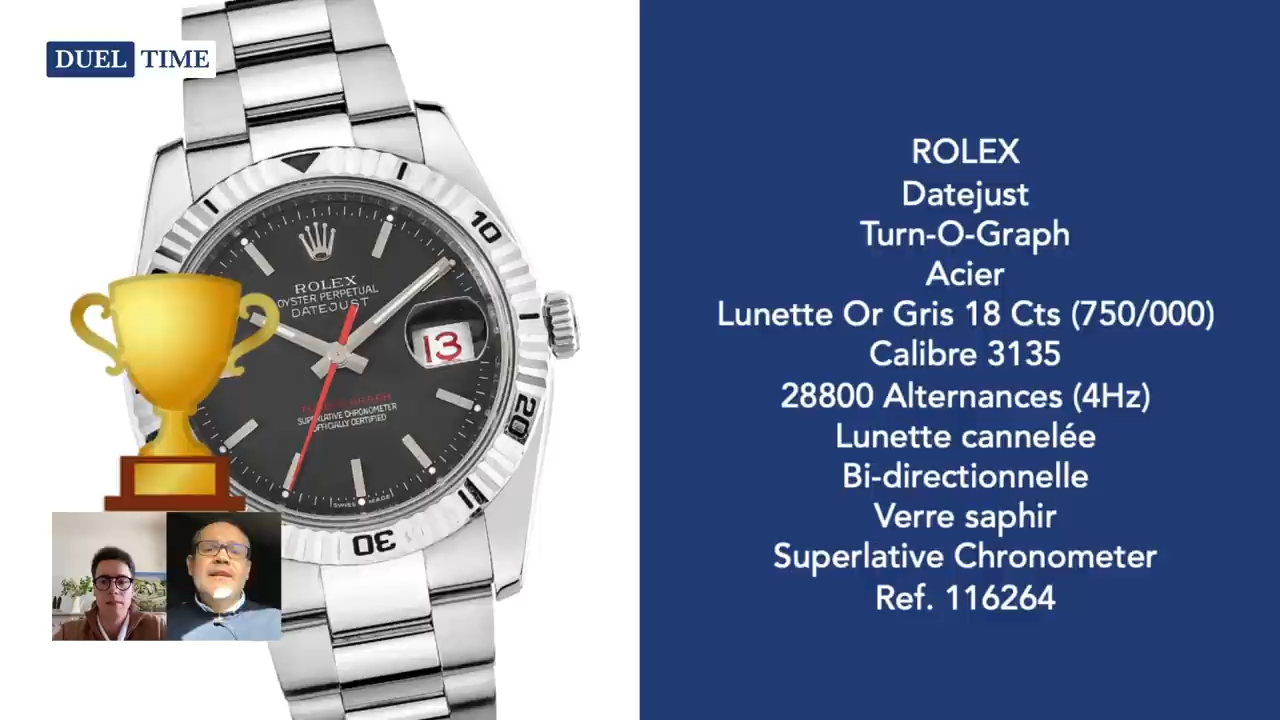 DUEL TIME
10
ROLEX
OYSTER PERPETUAL
DATEJUST
13
SUPERLATIVE CHRONOMETER
OFFICIALLY CERTIFIED
20
SWISS MADE
30
ROLEX
Datejust
Turn-O-Graph
Acier
Lunette Or Gris 18 Cts (750/000)
Calibre 3135
28800 Alternances (4Hz)
Lunette cannelée
Bi-directionnelle
Verre saphir
Superlative Chronometer
Ref. 116264